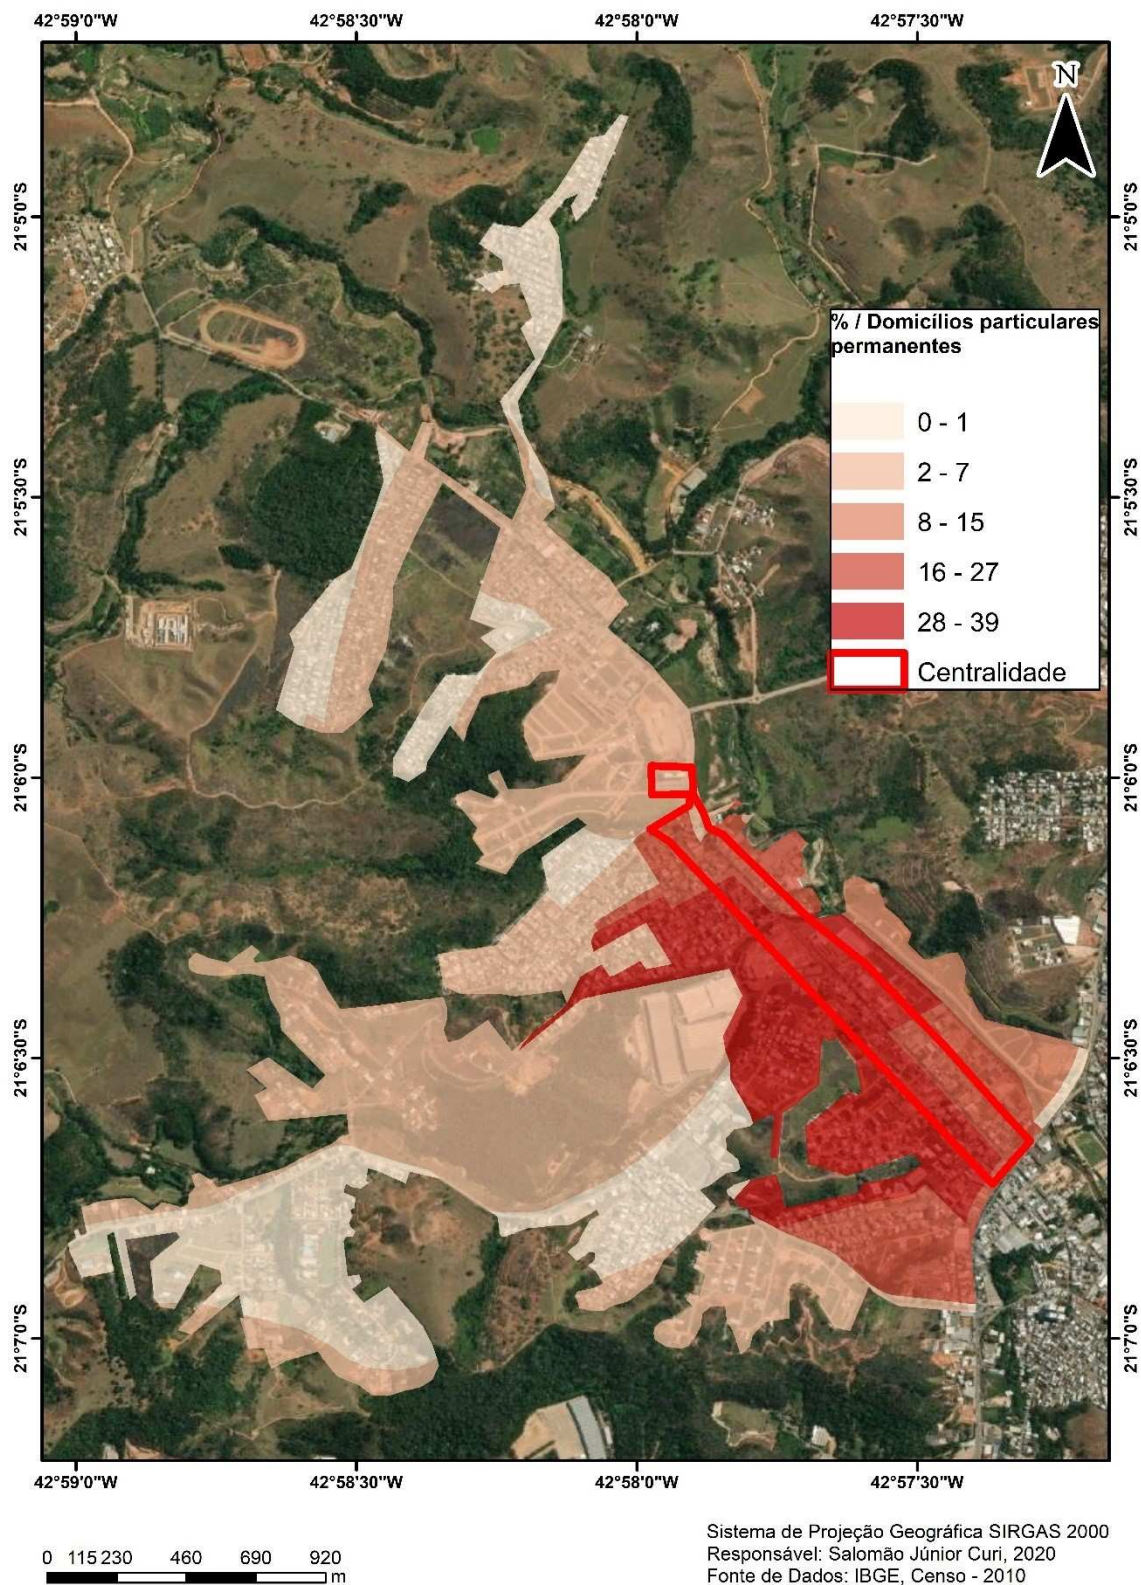 42°59'0"W 42°58'30"W 42°58'0"W 42°57'30"W
N
21°5'0"S 21°5'0"S
% / Domicílios particulares
permanentes
0 - 1
2 - 7
8 - 15
16 - 27
28 - 39
Centralidade
21°5'30"S 21°5'30"S
21°6'0"S 21°6'0"S
21°6'30"S 21°6'30"S
21°7'0"S 21°7'0"S
42°59'0"W 42°58'30"W 42°58'0"W 42°57'30"W
0 115 230 460 690 920
m
Sistema de Projeção Geográfica SIRGAS 2000
Responsável: Salomão Júnior Curi, 2020
Fonte de Dados: IBGE, Censo - 2010